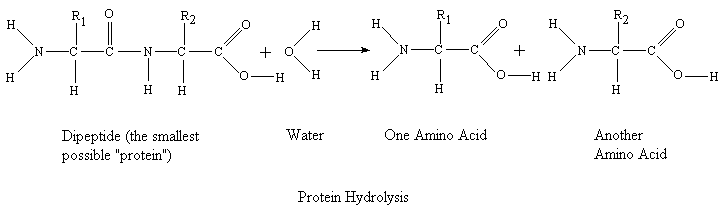 R₁ O R₂ R₁ R₂
H O H H O H O
N C C N C C + O N C C + N C C
H O H H H O H H O H
H H H H H
Dipeptide (the smallest
possible "protein")
Water
One Amino Acid
Another
Amino Acid
Protein Hydrolysis